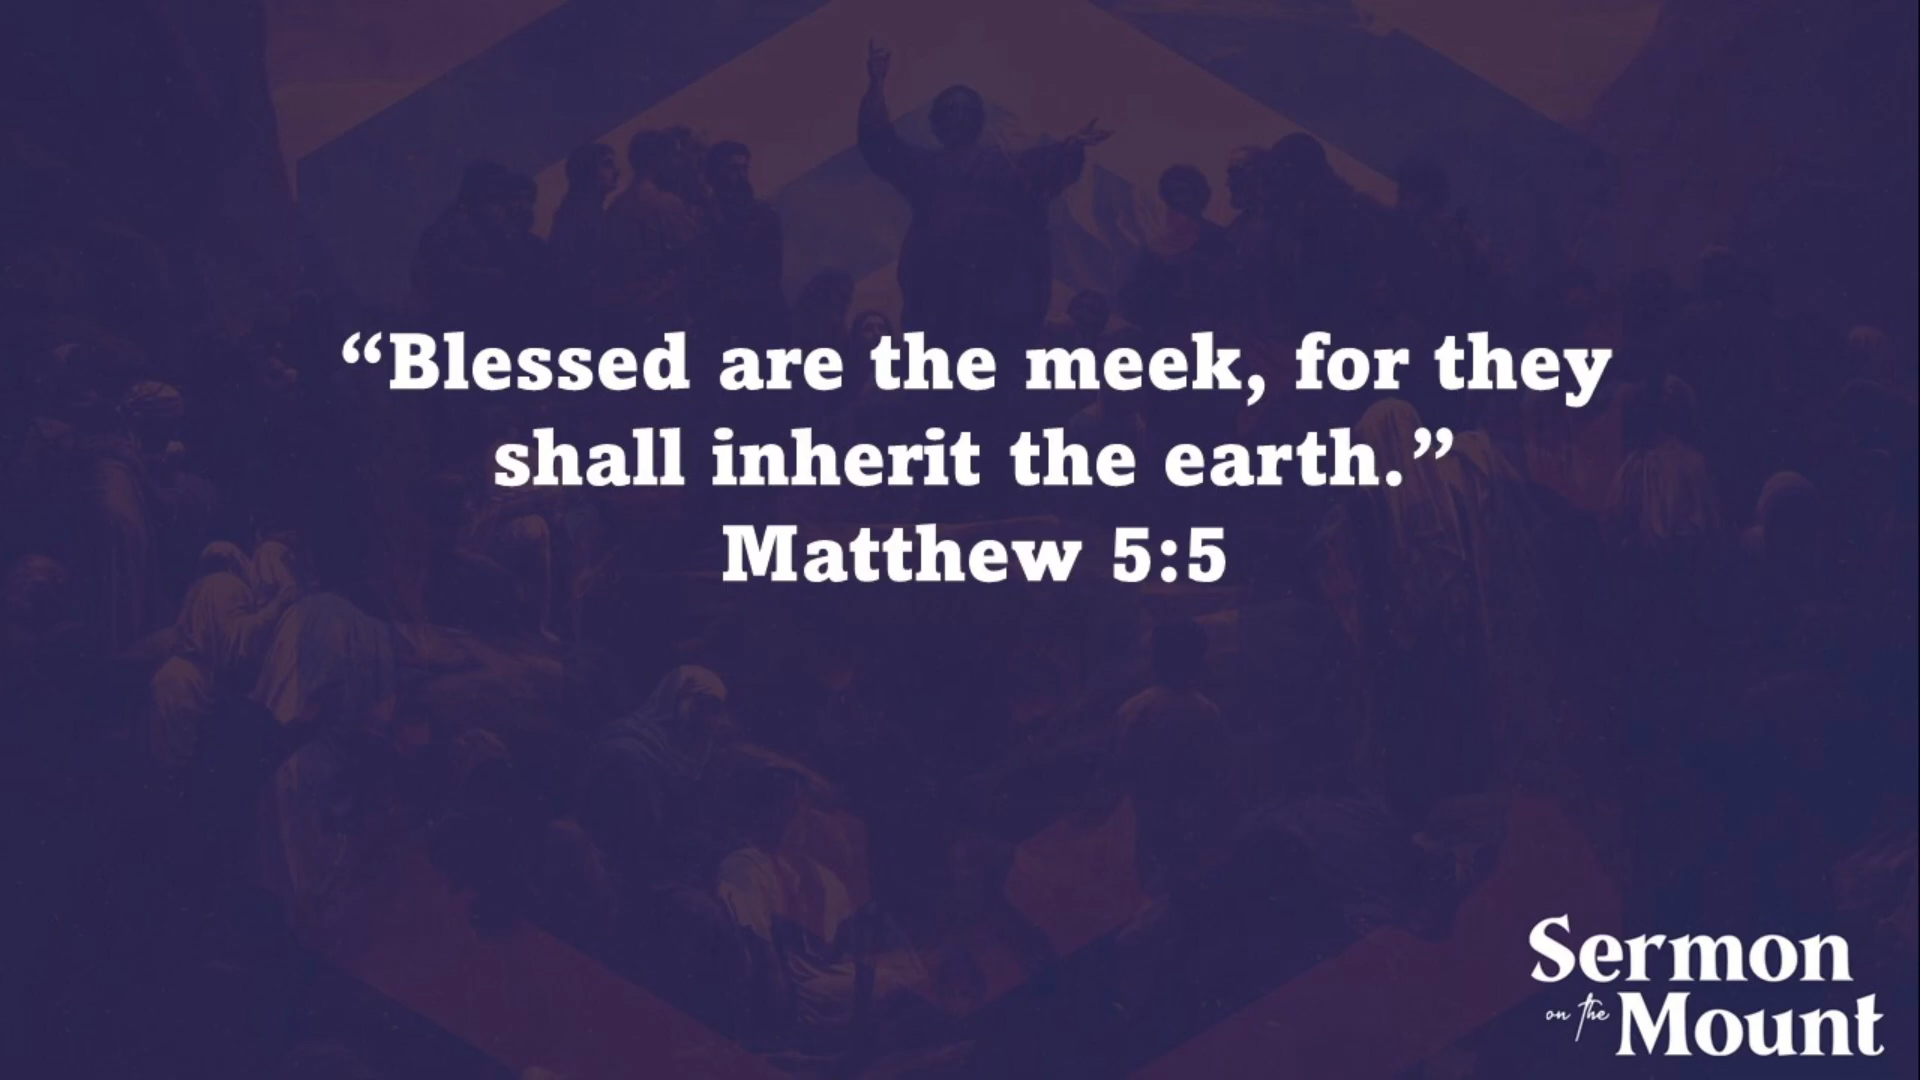 “Blessed are the meek, for they
shall inherit the earth.”
Matthew 5:5
Sermon
on the Mount